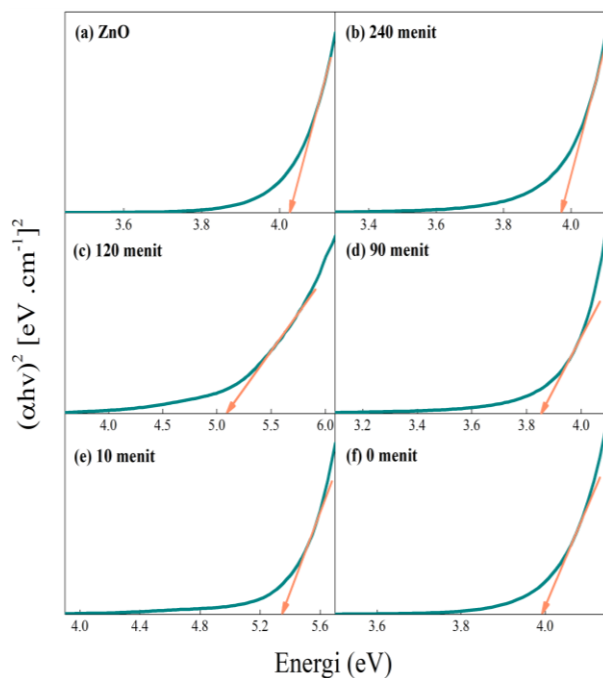 (a) ZnO
(b) 240 menit
3.6 3.8 4.0
3.4 3.6 3.8 4.0
(c) 120 menit
(d) 90 menit
4.0 4.5 5.0 5.5 6.0
3.2 3.4 3.6 3.8 4.0
(e) 10 menit
(f) 0 menit
4.0 4.4 4.8 5.2 5.6
3.6 3.8 4.0
(αhν)² [eV .cm⁻¹]²
Energi (eV)